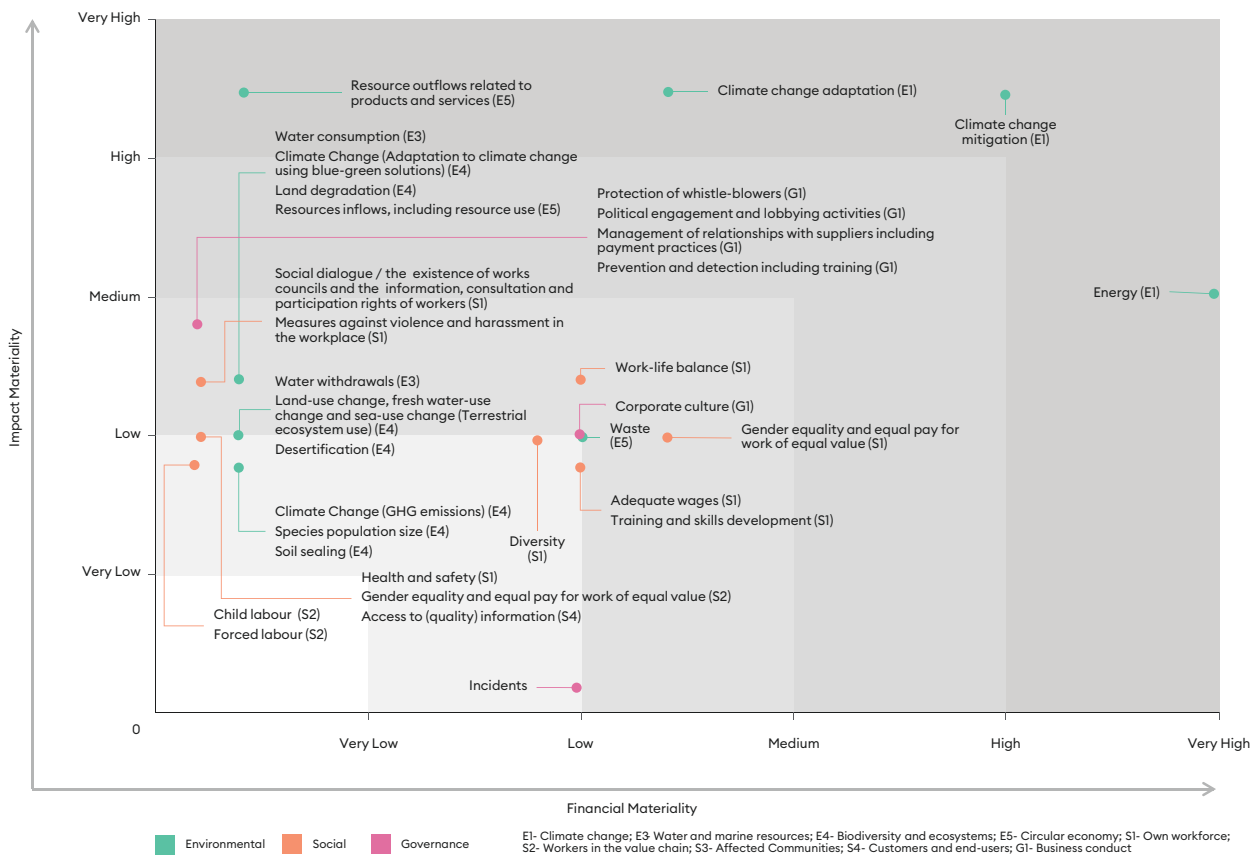 Very High
Resource outflows related to
products and services (E5)
Climate change adaptation (E1)
Climate change
mitigation (E1)
Water consumption (E3)
High
Climate Change (Adaptation to climate change
using blue-green solutions) (E4)
Land degradation (E4)
Resources inflows, including resource use (E5)
Protection of whistle-blowers (G1)
Political engagement and lobbying activities (G1)
Management of relationships with suppliers including
payment practices (G1)
Prevention and detection including training (G1)
Social dialogue / the existence of works
councils and the information, consultation and
participation rights of workers (S1)
Medium
Energy (E1)
Measures against violence and harassment in
the workplace (S1)
Impact Materiality
Work-life balance (S1)
Water withdrawals (E3)
Land-use change, fresh water-use
change and sea-use change (Terrestrial
ecosystem use) (E4)
Desertification (E4)
Corporate culture (G1)
Waste
(E5)
Gender equality and equal pay for
work of equal value (S1)
Low
Adequate wages (S1)
Training and skills development (S1)
Climate Change (GHG emissions) (E4)
Species population size (E4)
Soil sealing (E4)
Diversity
(S1)
Very Low
Health and safety (S1)
Gender equality and equal pay for work of equal value (S2)
Access to (quality) information (S4)
Child labour (S2)
Forced labour (S2)
Incidents
0
Very Low
Low
Medium
High
Very High
Financial Materiality
Environmental
Social
Governance
E1- Climate change; E3- Water and marine resources; E4- Biodiversity and ecosystems; E5- Circular economy; S1- Own workforce;
S2- Workers in the value chain; S3- Affected Communities; S4- Customers and end-users; G1- Business conduct